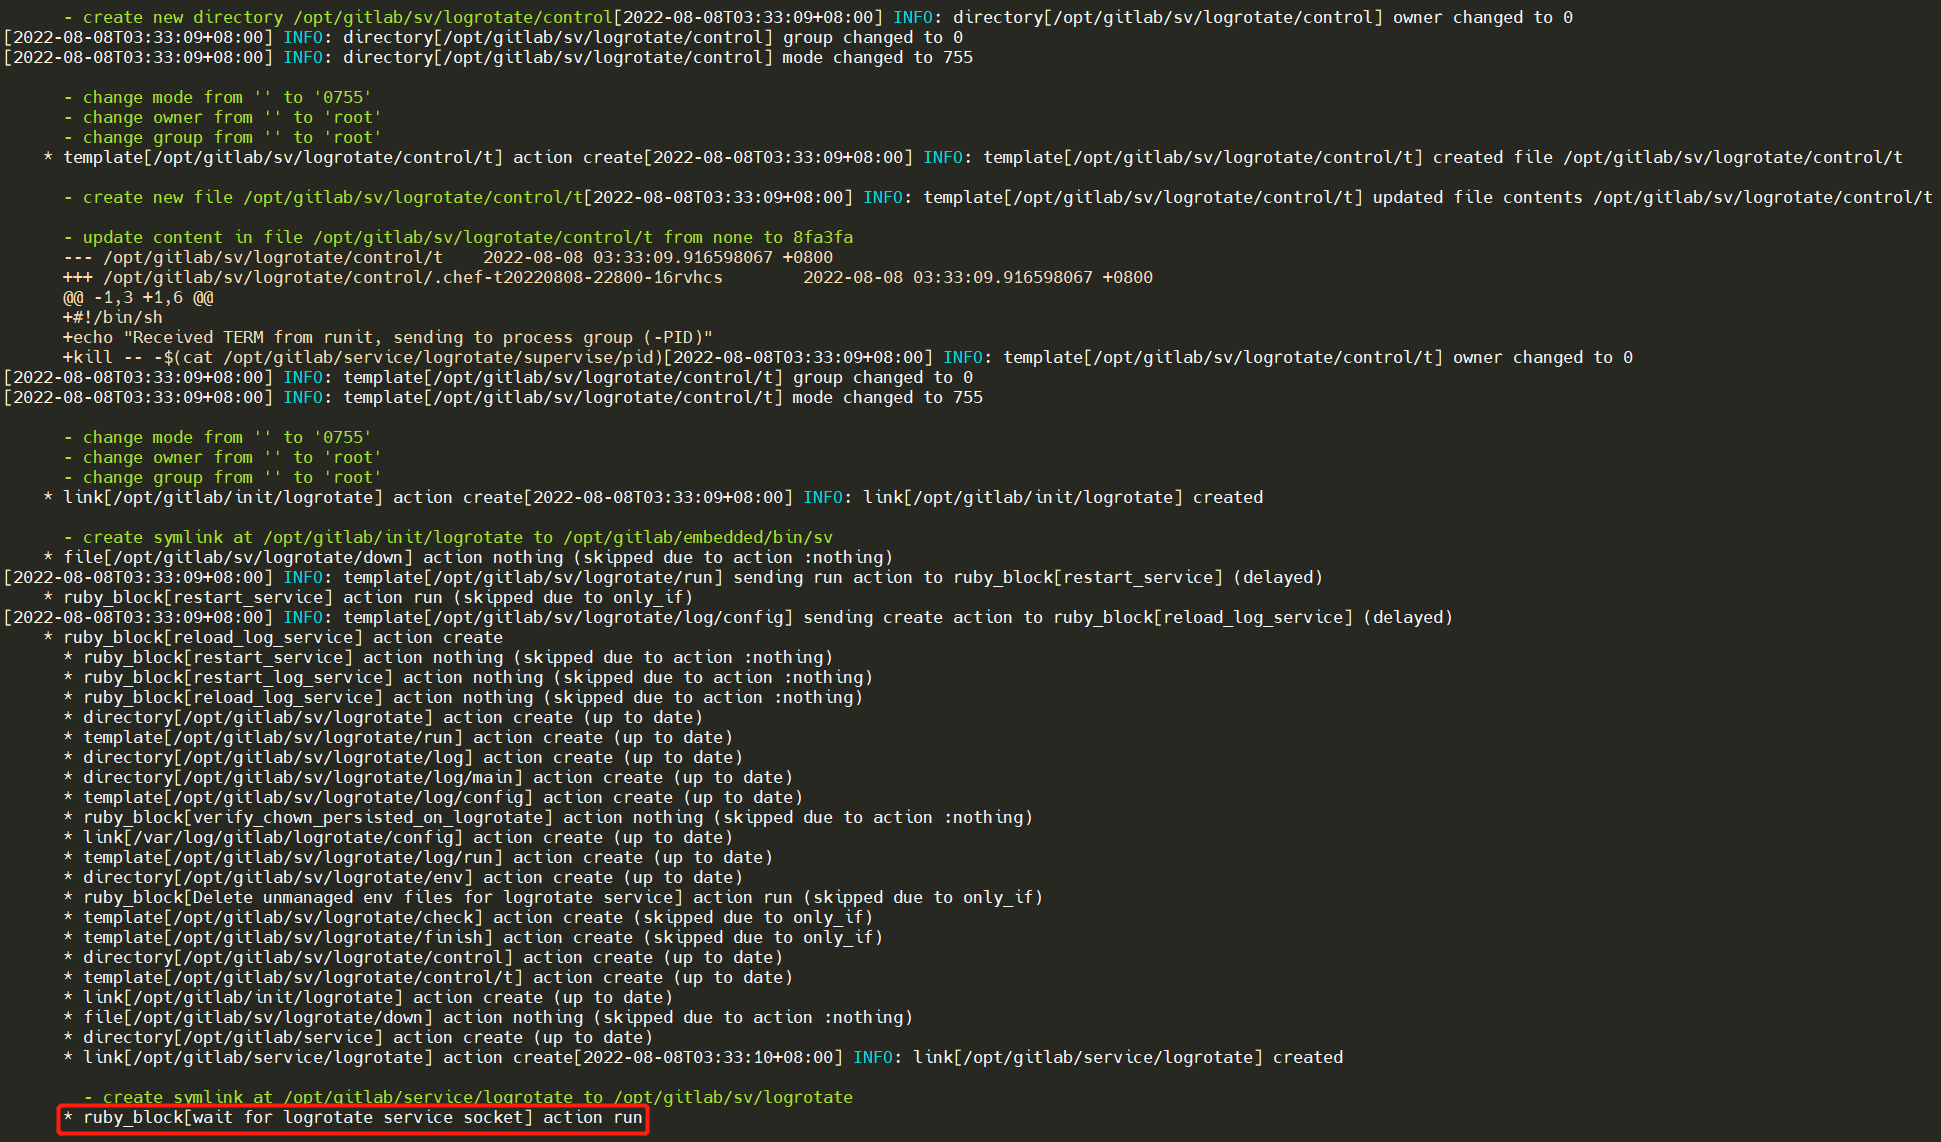 - create new directory /opt/gitlab/sv/logrotate/control[2022-08-08T03:33:09+08:00] INFO: directory[/opt/gitlab/sv/logrotate/control] owner changed to 0
[2022-08-08T03:33:09+08:00] INFO: directory[/opt/gitlab/sv/logrotate/control] group changed to 0
[2022-08-08T03:33:09+08:00] INFO: directory[/opt/gitlab/sv/logrotate/control] mode changed to 755
- change mode from '' to '0755'
- change owner from '' to 'root'
- change group from '' to 'root'
* template[/opt/gitlab/sv/logrotate/control/t] action create[2022-08-08T03:33:09+08:00] INFO: template[/opt/gitlab/sv/logrotate/control/t] created file /opt/gitlab/sv/logrotate/control/t
- create new file /opt/gitlab/sv/logrotate/control/t[2022-08-08T03:33:09+08:00] INFO: template[/opt/gitlab/sv/logrotate/control/t] updated file contents /opt/gitlab/sv/logrotate/control/t
- update content in file /opt/gitlab/sv/logrotate/control/t from none to 8fa3fa
--- /opt/gitlab/sv/logrotate/control/t    2022-08-08 03:33:09.916598067 +0800
+++ /opt/gitlab/sv/logrotate/control/.chef-t20220808-22800-16rvhcs        2022-08-08 03:33:09.916598067 +0800
@@ -1,3 +1,6 @@
+#!/bin/sh
+echo "Received TERM from runit, sending to process group (-PID)"
+kill -- -$(cat /opt/gitlab/service/logrotate/supervise/pid)[2022-08-08T03:33:09+08:00] INFO: template[/opt/gitlab/sv/logrotate/control/t] owner changed to 0
[2022-08-08T03:33:09+08:00] INFO: template[/opt/gitlab/sv/logrotate/control/t] group changed to 0
[2022-08-08T03:33:09+08:00] INFO: template[/opt/gitlab/sv/logrotate/control/t] mode changed to 755
- change mode from '' to '0755'
- change owner from '' to 'root'
- change group from '' to 'root'
* link[/opt/gitlab/init/logrotate] action create[2022-08-08T03:33:09+08:00] INFO: link[/opt/gitlab/init/logrotate] created
- create symlink at /opt/gitlab/init/logrotate to /opt/gitlab/embedded/bin/sv
* file[/opt/gitlab/sv/logrotate/down] action nothing (skipped due to action :nothing)
[2022-08-08T03:33:09+08:00] INFO: template[/opt/gitlab/sv/logrotate/run] sending run action to ruby_block[restart_service] (delayed)
* ruby_block[restart_service] action run (skipped due to only_if)
[2022-08-08T03:33:09+08:00] INFO: template[/opt/gitlab/sv/logrotate/log/config] sending create action to ruby_block[reload_log_service] (delayed)
* ruby_block[reload_log_service] action create
* ruby_block[restart_service] action nothing (skipped due to action :nothing)
* ruby_block[restart_log_service] action nothing (skipped due to action :nothing)
* ruby_block[reload_log_service] action nothing (skipped due to action :nothing)
* directory[/opt/gitlab/sv/logrotate] action create (up to date)
* template[/opt/gitlab/sv/logrotate/run] action create (up to date)
* directory[/opt/gitlab/sv/logrotate/log] action create (up to date)
* directory[/opt/gitlab/sv/logrotate/log/main] action create (up to date)
* template[/opt/gitlab/sv/logrotate/log/config] action create (up to date)
* ruby_block[verify_chown_persisted_on_logrotate] action nothing (skipped due to action :nothing)
* link[/var/log/gitlab/logrotate/config] action create (up to date)
* template[/opt/gitlab/sv/logrotate/log/run] action create (up to date)
* directory[/opt/gitlab/sv/logrotate/env] action create (up to date)
* ruby_block[Delete unmanaged env files for logrotate service] action run (skipped due to only_if)
* template[/opt/gitlab/sv/logrotate/check] action create (skipped due to only_if)
* template[/opt/gitlab/sv/logrotate/finish] action create (skipped due to only_if)
* directory[/opt/gitlab/sv/logrotate/control] action create (up to date)
* template[/opt/gitlab/sv/logrotate/control/t] action create (up to date)
* link[/opt/gitlab/init/logrotate] action create (up to date)
* file[/opt/gitlab/sv/logrotate/down] action nothing (skipped due to action :nothing)
* directory[/opt/gitlab/service] action create (up to date)
* link[/opt/gitlab/service/logrotate] action create[2022-08-08T03:33:10+08:00] INFO: link[/opt/gitlab/service/logrotate] created
- create symlink at /opt/gitlab/service/logrotate to /opt/gitlab/sv/logrotate
* ruby_block[wait for logrotate service socket] action run